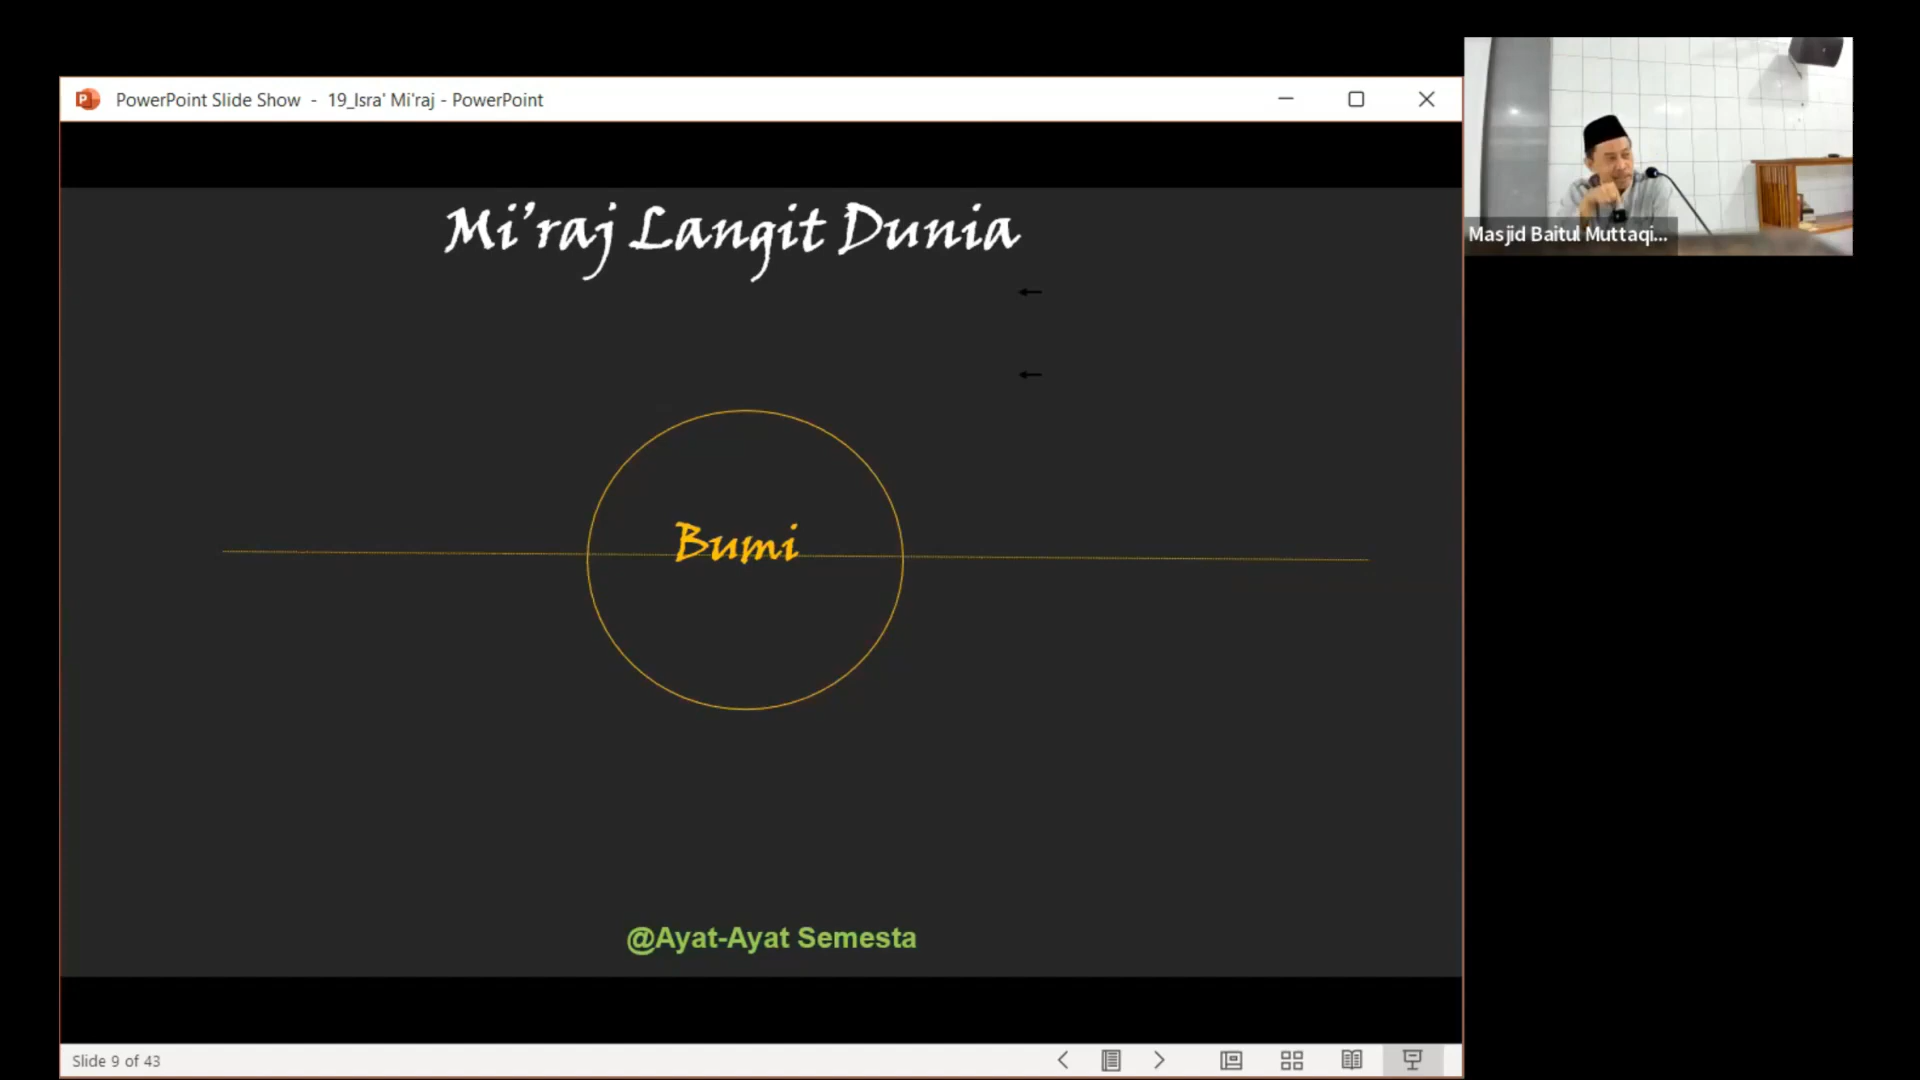 PowerPoint Slide Show - 19_Isra' Mi'raj - PowerPoint
Mi'raj Langit Dunia
Bumi
@Ayat-Ayat Semesta
Slide 9 of 43
Masjid Baitul Muttaqi...